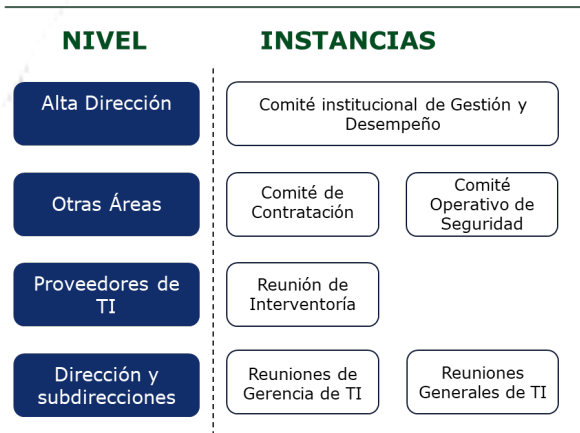 NIVEL
INSTANCIAS
Alta Dirección
Comité institucional de Gestión y
Desempeño
Otras Áreas
Comité de
Contratación
Comité
Operativo de
Seguridad
Proveedores de
TI
Reunión de
Interventoría
Dirección y
subdirecciones
Reuniones de
Gerencia de TI
Reuniones
Generales de TI